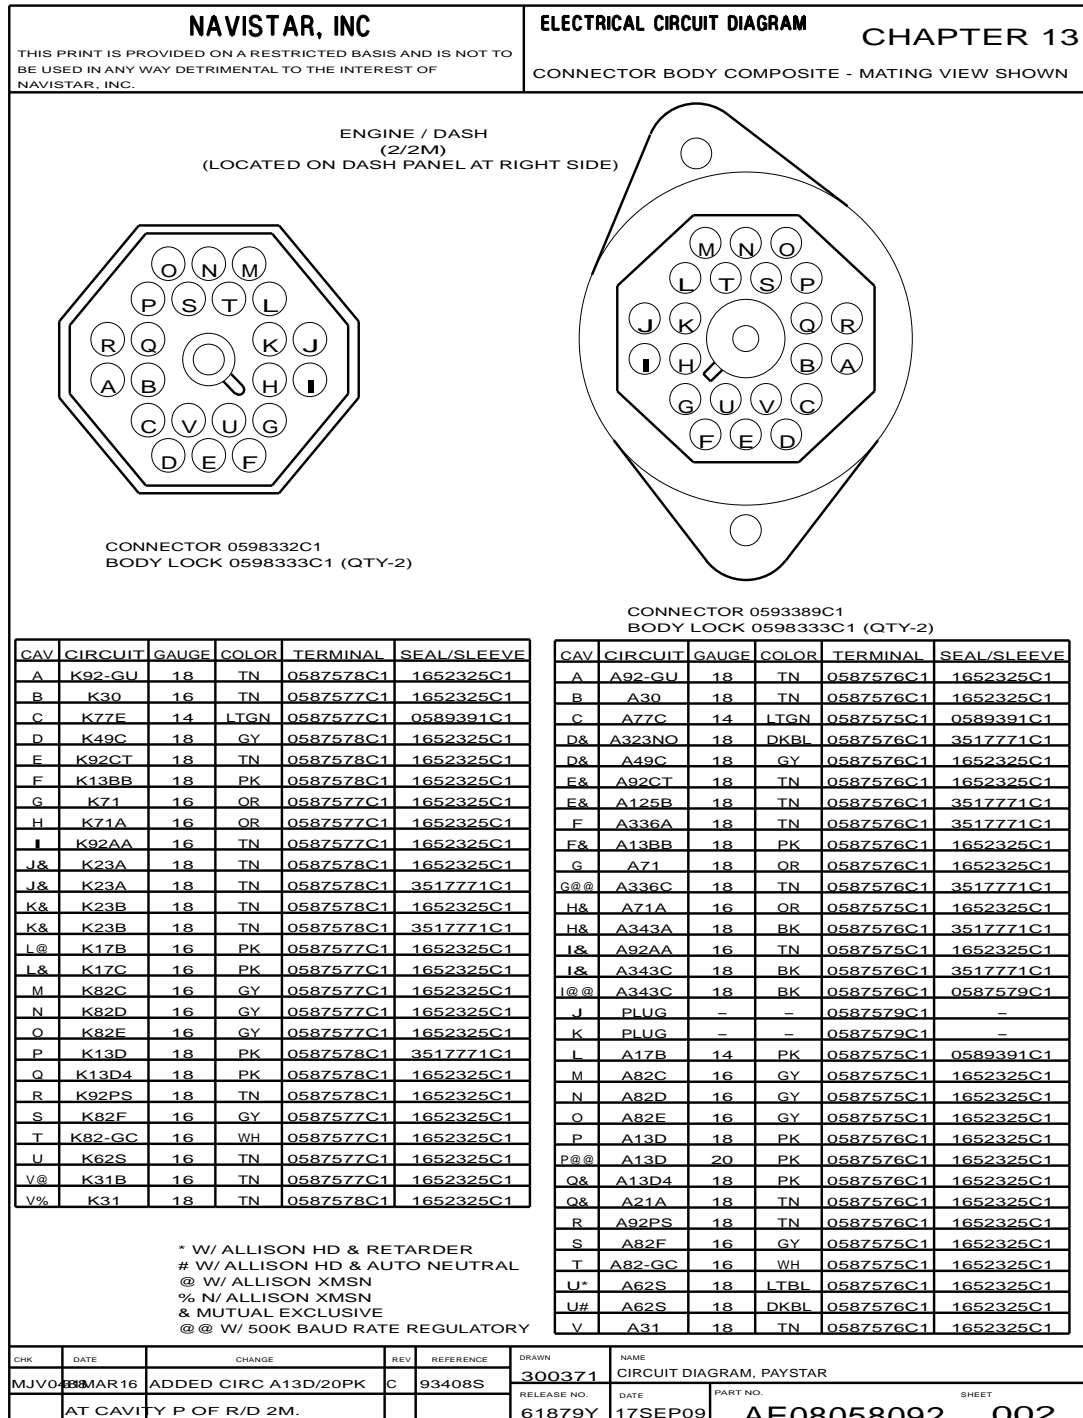 NAVISTAR, INC
THIS PRINT IS PROVIDED ON A RESTRICTED BASIS AND IS NOT TO
BE USED IN ANY WAY DETRIMENTAL TO THE INTEREST OF
NAVISTAR, INC.
ELECTRICAL CIRCUIT DIAGRAM
CHAPTER 13
CONNECTOR BODY COMPOSITE - MATING VIEW SHOWN
ENGINE / DASH
(2/2M)
(LOCATED ON DASH PANEL AT RIGHT SIDE)
O N M
P S T L
R Q K J
A B H I
C V U G
D E F
M N O
L T S P
J K Q R
I H B A
G U V C
F E D
CONNECTOR 0598332C1
BODY LOCK 0598333C1 (QTY-2)
CONNECTOR 0593389C1
BODY LOCK 0598333C1 (QTY-2)
CAV CIRCUIT GAUGE COLOR TERMINAL SEAL/SLEEVE
A K92-GU 18 TN 0587578C1 1652325C1
B K30 16 TN 0587577C1 1652325C1
C K77E 14 LTGN 0587577C1 0589391C1
D K49C 18 GY 0587578C1 1652325C1
E K92CT 18 TN 0587578C1 1652325C1
F K13BB 18 PK 0587578C1 1652325C1
G K71 16 OR 0587577C1 1652325C1
H K71A 16 OR 0587577C1 1652325C1
I K92AA 16 TN 0587577C1 1652325C1
J& K23A 18 TN 0587578C1 1652325C1
J& K23A 18 TN 0587578C1 3517771C1
K& K23B 18 TN 0587578C1 1652325C1
K& K23B 18 TN 0587578C1 3517771C1
L@ K17B 16 PK 0587577C1 1652325C1
L& K17C 16 PK 0587577C1 1652325C1
M K82C 16 GY 0587577C1 1652325C1
N K82D 16 GY 0587577C1 1652325C1
O K82E 16 GY 0587577C1 1652325C1
P K13D 18 PK 0587578C1 3517771C1
Q K13D4 18 PK 0587578C1 1652325C1
R K92PS 18 TN 0587578C1 1652325C1
S K82F 16 GY 0587577C1 1652325C1
T K82-GC 16 WH 0587577C1 1652325C1
U K62S 16 TN 0587577C1 1652325C1
V@ K31B 16 TN 0587577C1 1652325C1
V% K31 18 TN 0587578C1 1652325C1
CAV CIRCUIT GAUGE COLOR TERMINAL SEAL/SLEEVE
A A92-GU 18 TN 0587576C1 1652325C1
B A30 18 TN 0587576C1 1652325C1
C A77C 14 LTGN 0587575C1 0589391C1
D& A323NO 18 DKBL 0587576C1 3517771C1
D& A49C 18 GY 0587576C1 1652325C1
E& A92CT 18 TN 0587576C1 1652325C1
E& A125B 18 TN 0587576C1 3517771C1
F A336A 18 TN 0587576C1 3517771C1
F& A13BB 18 PK 0587576C1 1652325C1
G A71 18 OR 0587576C1 1652325C1
G@@ A336C 18 TN 0587576C1 3517771C1
H& A71A 16 OR 0587575C1 1652325C1
H& A343A 18 BK 0587576C1 3517771C1
I& A92AA 16 TN 0587575C1 1652325C1
I& A343C 18 BK 0587576C1 3517771C1
I@@ A343C 18 BK 0587576C1 0587579C1
J PLUG – – 0587579C1 –
K PLUG – – 0587579C1 –
L A17B 14 PK 0587575C1 0589391C1
M A82C 16 GY 0587575C1 1652325C1
N A82D 16 GY 0587575C1 1652325C1
O A82E 16 GY 0587575C1 1652325C1
P A13D 18 PK 0587576C1 1652325C1
P@@ A13D 20 PK 0587576C1 1652325C1
Q& A13D4 18 PK 0587576C1 1652325C1
Q& A21A 18 TN 0587576C1 1652325C1
R A92PS 18 TN 0587576C1 1652325C1
S A82F 16 GY 0587575C1 1652325C1
T A82-GC 16 WH 0587575C1 1652325C1
U* A62S 18 LTBL 0587576C1 1652325C1
U# A62S 18 DKBL 0587576C1 1652325C1
V A31 18 TN 0587576C1 1652325C1
* W/ ALLISON HD & RETARDER
# W/ ALLISON HD & AUTO NEUTRAL
@ W/ ALLISON XMSN
% N/ ALLISON XMSN
& MUTUAL EXCLUSIVE
@@ W/ 500K BAUD RATE REGULATORY
CHK DATE CHANGE REV REFERENCE
ADDED CIRC A13D/20PK C 93408S
AT CAVITY P OF R/D 2M.
DRAWN
300371
NAME
CIRCUIT DIAGRAM, PAYSTAR
RELEASE NO.
61879Y
DATE
17SEP09
PART NO.
AE08058092
SHEET
002